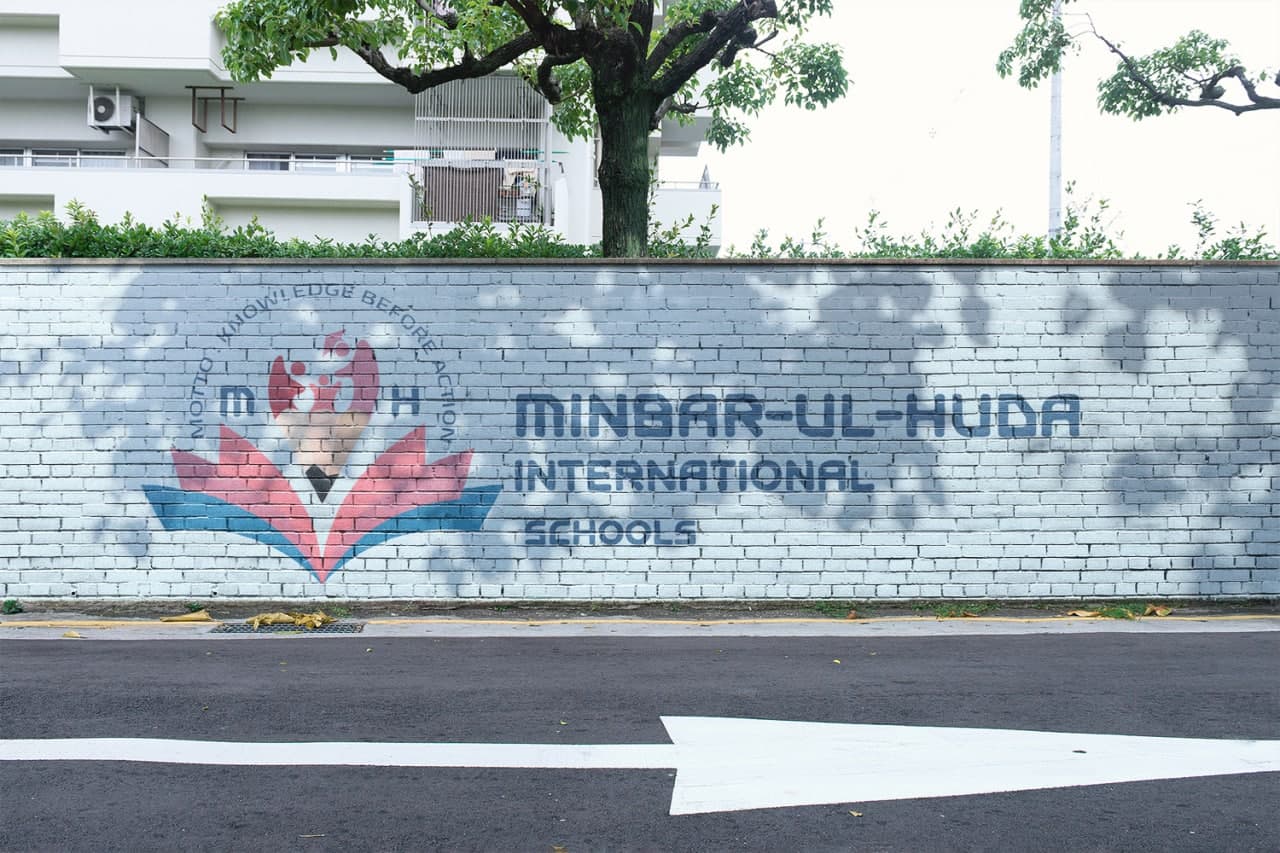 MOTTO - KNOWLEDGE BEFORE ACTION
M H
MINBAR-UL-HUDA
INTERNATIONAL
SCHOOLS